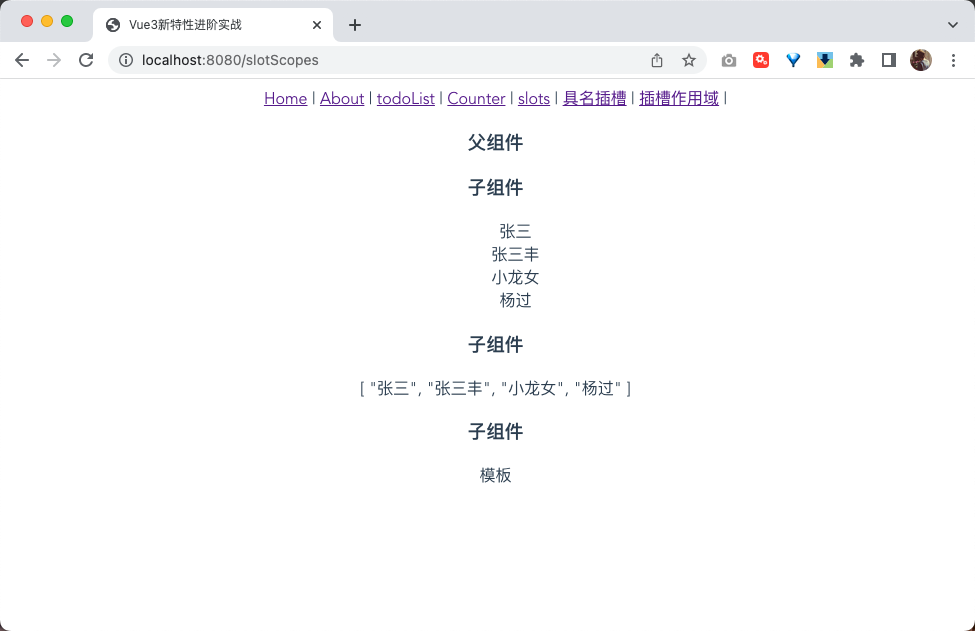 Vue3新特性进阶实战
localhost:8080/slotScopes
Home | About | todoList | Counter | slots | 具名插槽 | 插槽作用域 |
父组件
子组件
张三
张三丰
小龙女
杨过
子组件
[ "张三", "张三丰", "小龙女", "杨过" ]
子组件
模板